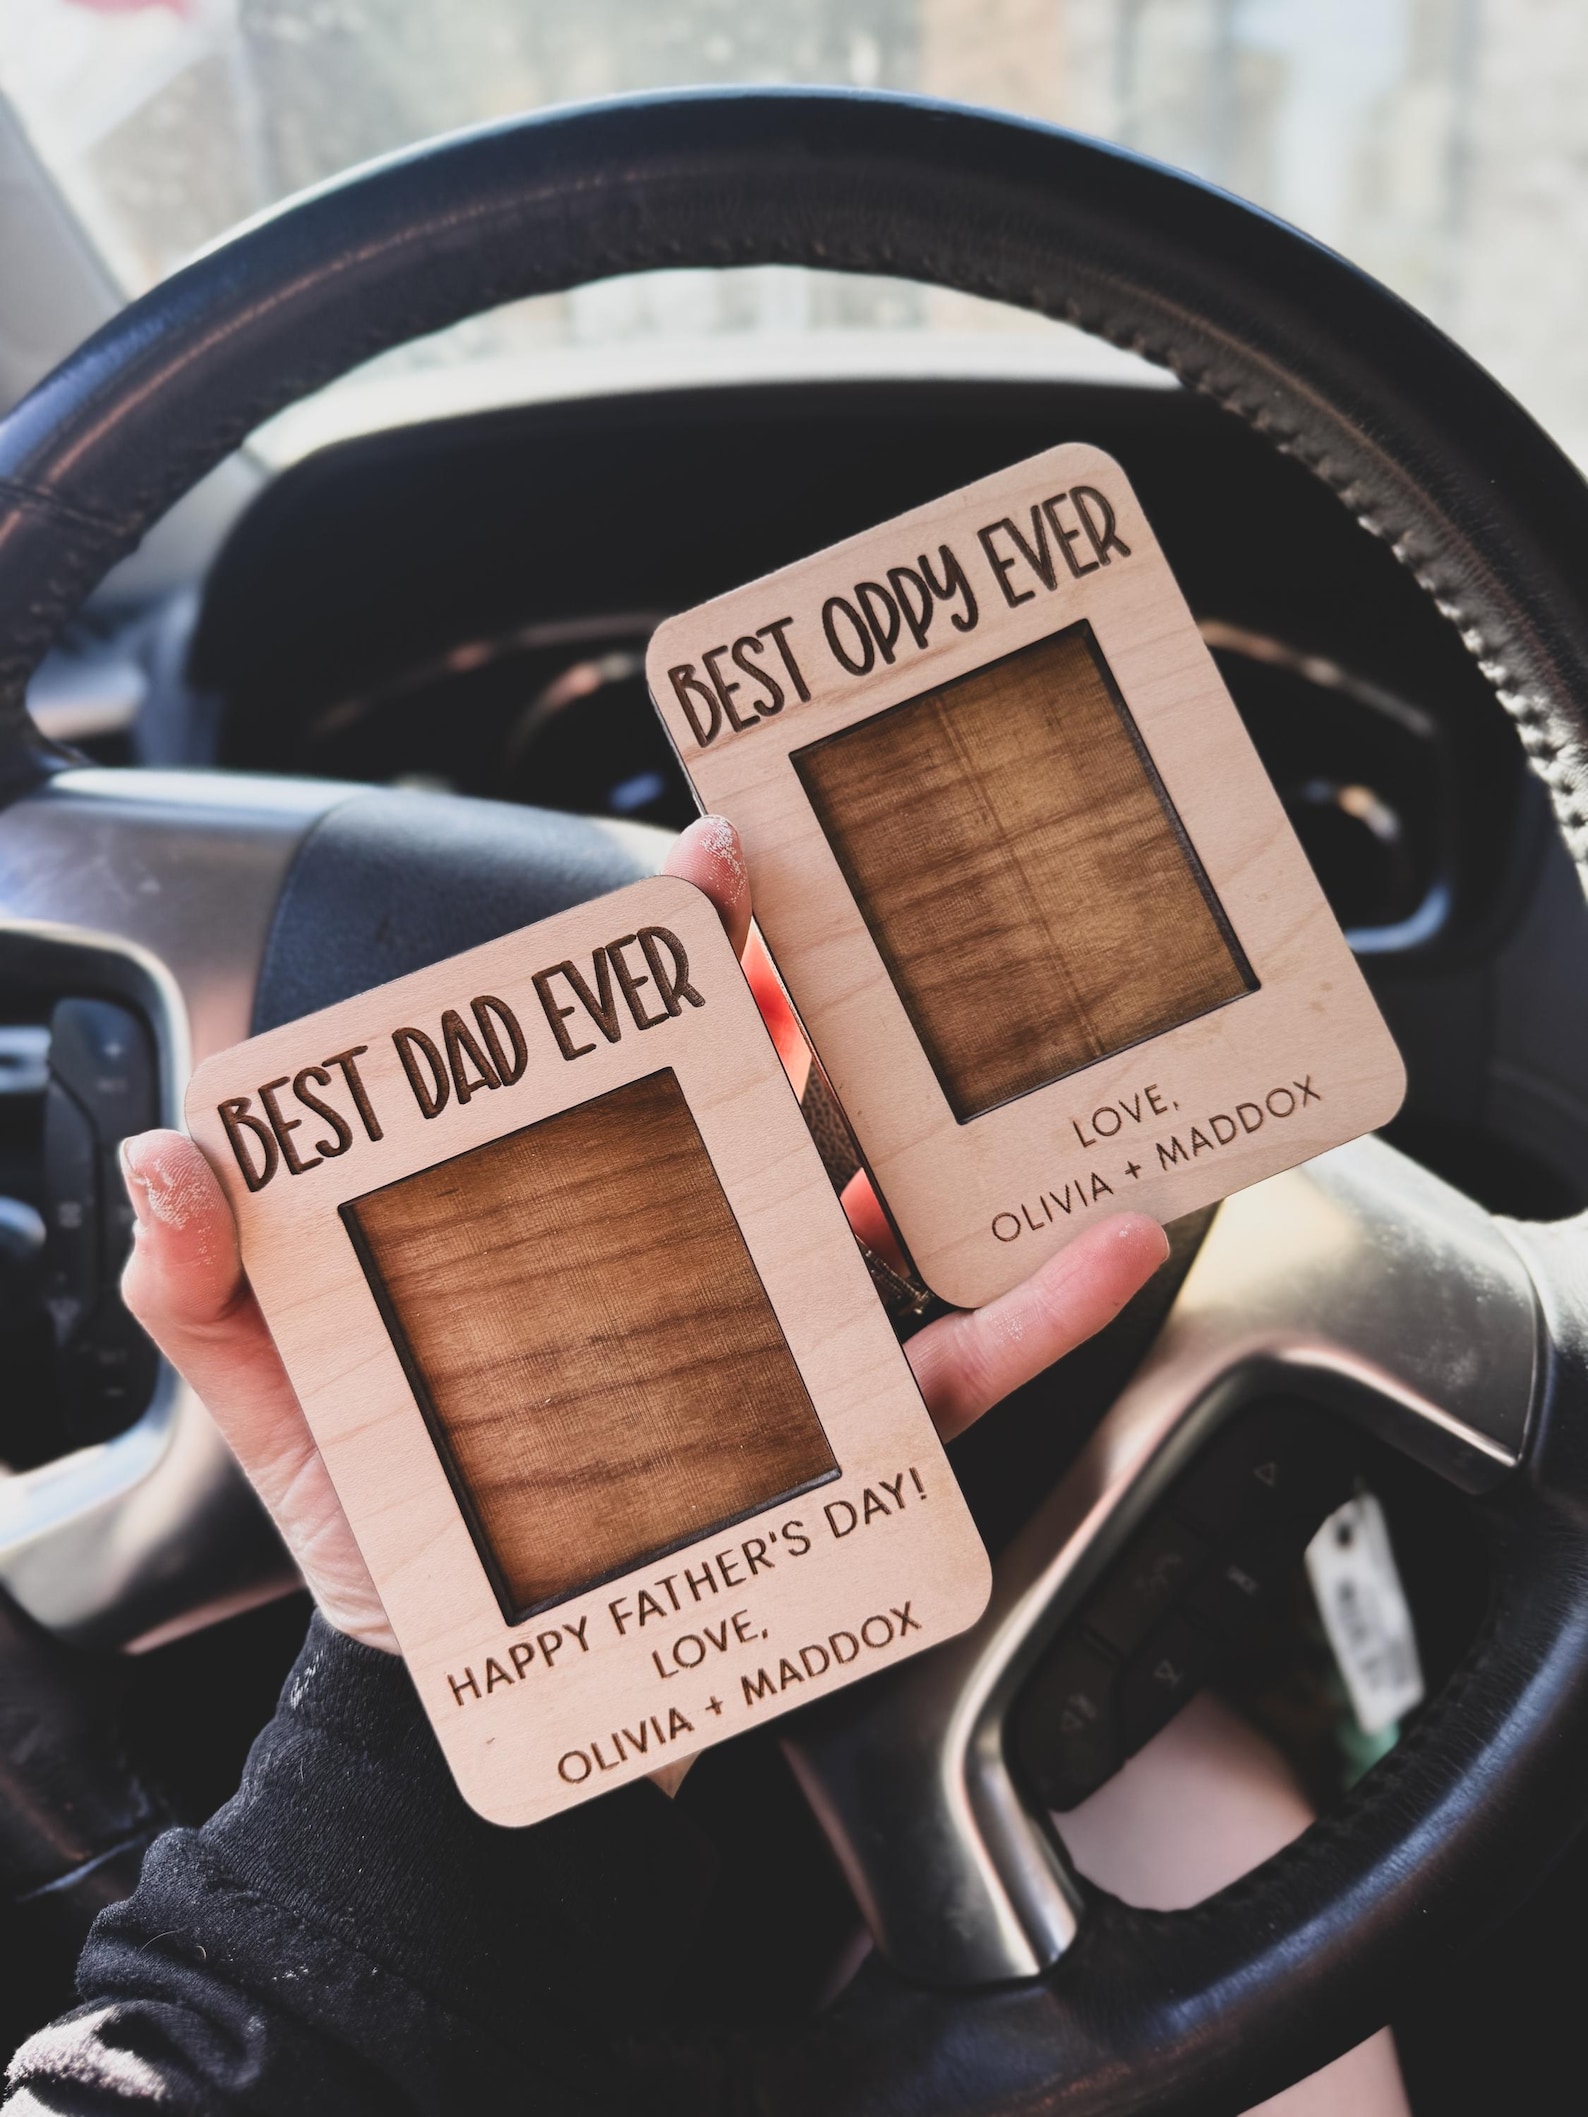 BEST OPPY EVER
LOVE,
OLIVIA + MADDOX
BEST DAD EVER
HAPPY FATHER'S DAY!
LOVE,
OLIVIA + MADDOX